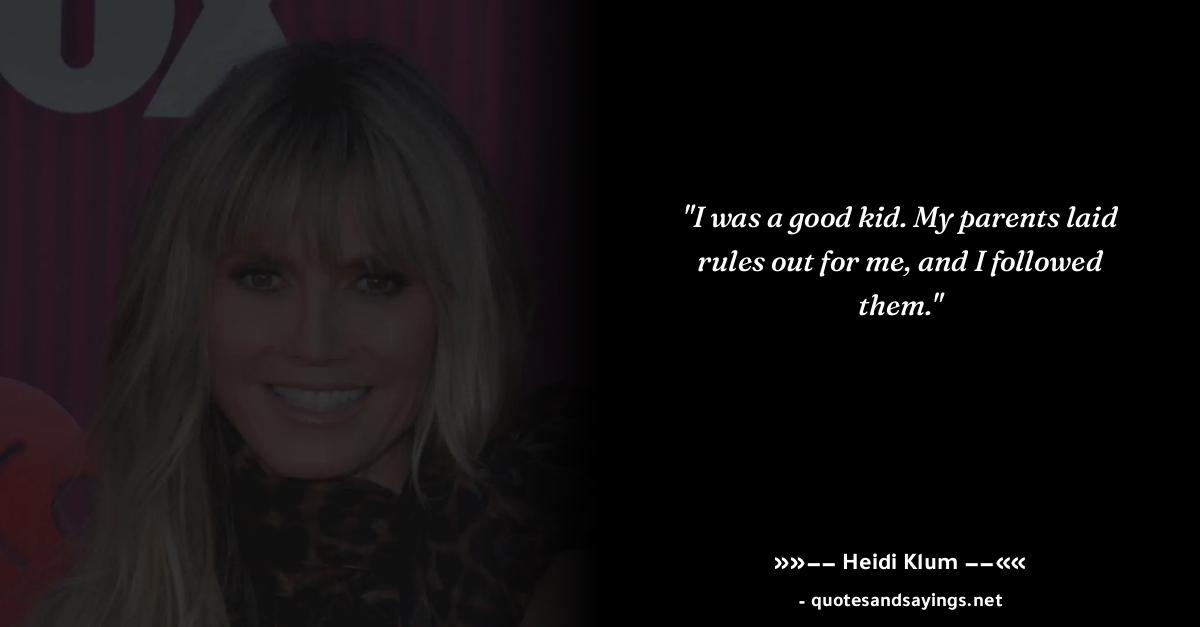 "I was a good kid. My parents laid
rules out for me, and I followed
them."
»»−− Heidi Klum −−««
- quotesandsayings.net